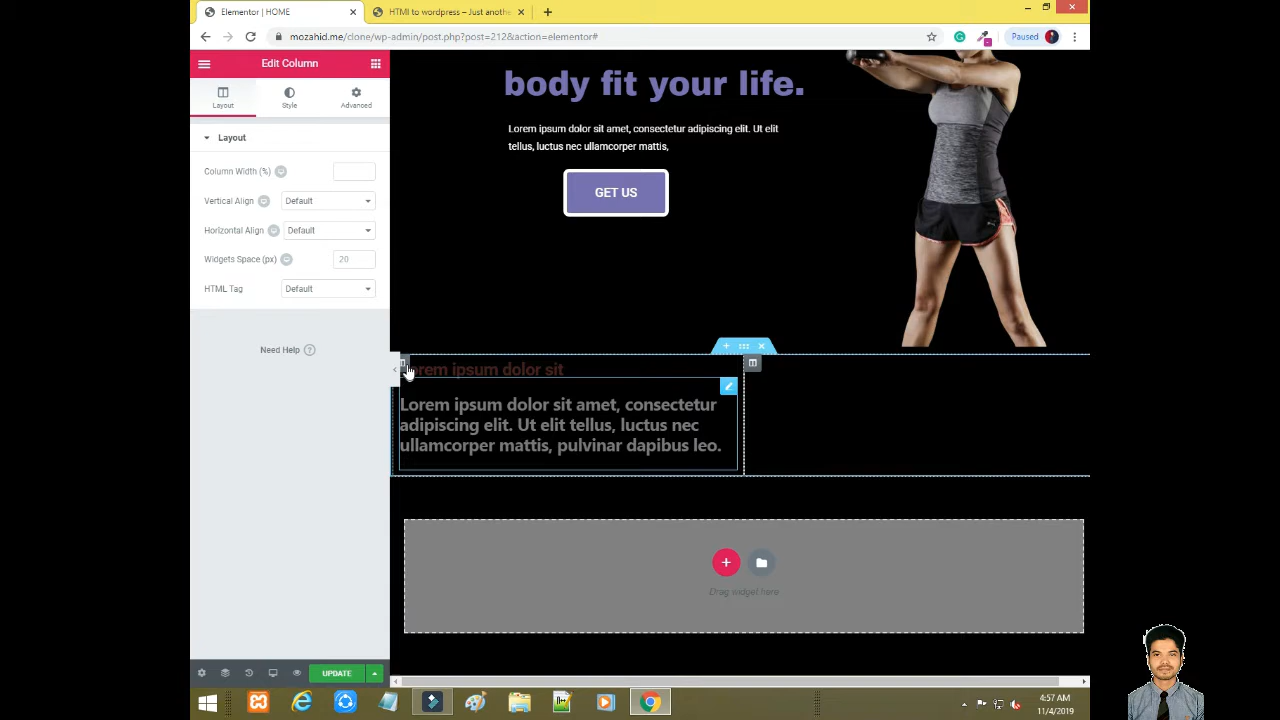 Elementor | HOME
HTMl to wordpress – Just anothe
mozahid.me/clone/wp-admin/post.php?post=212&action=elementor#
Paused
Edit Column
Layout
Style
Advanced
Layout
Column Width (%)
Vertical Align
Default
Horizontal Align
Default
Widgets Space (px)
20
HTML Tag
Default
Need Help
UPDATE
body fit your life.
Lorem ipsum dolor sit amet, consectetur adipiscing elit. Ut elit
tellus, luctus nec ullamcorper mattis,
GET US
orem ipsum dolor sit
Lorem ipsum dolor sit amet, consectetur
adipiscing elit. Ut elit tellus, luctus nec
ullamcorper mattis, pulvinar dapibus leo.
Drag widget here
4:57 AM
11/4/2019